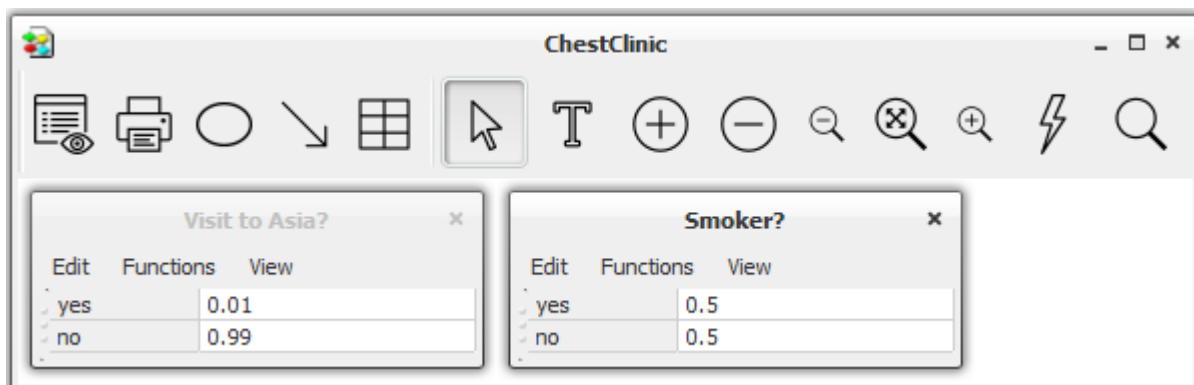 ChestClinic
Visit to Asia?
Edit Functions View
yes 0.01
no 0.99
Smoker?
Edit Functions View
yes 0.5
no 0.5